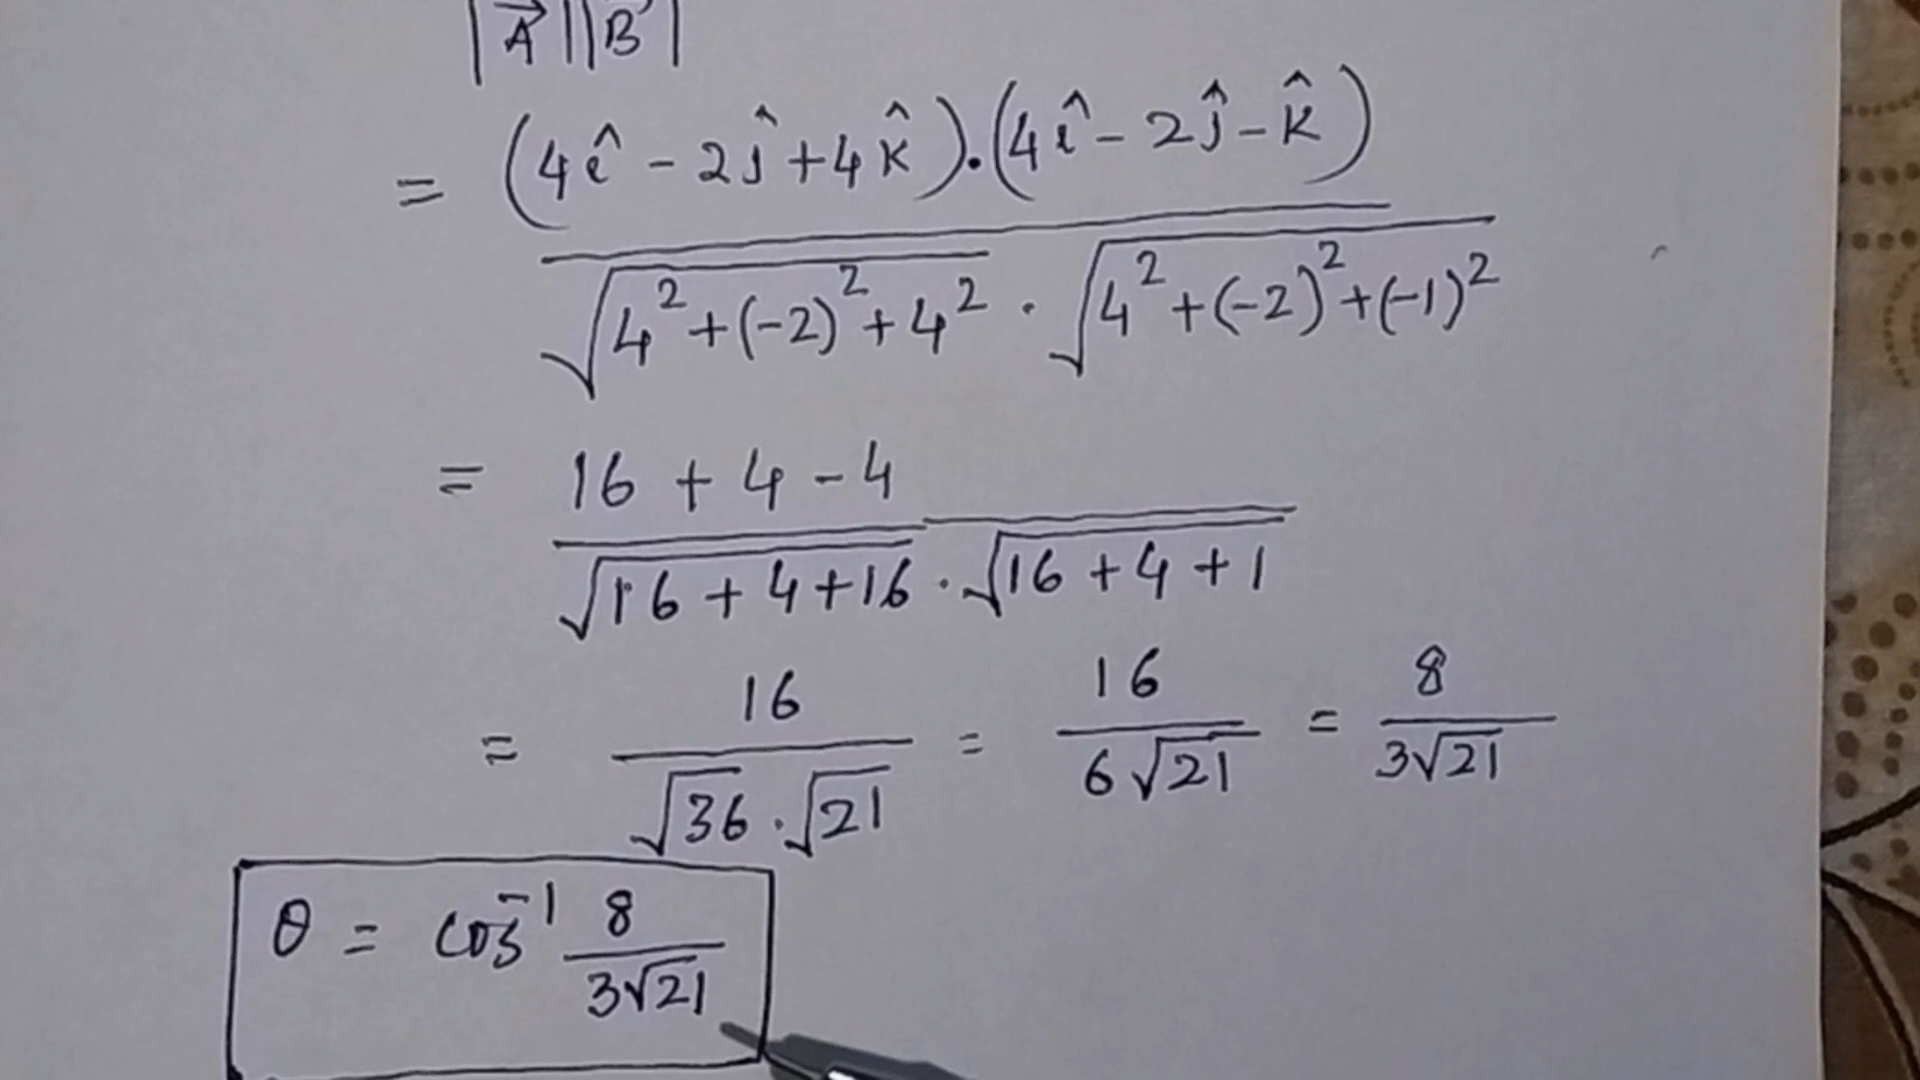 |A⃗||B⃗|
= (4î - 2ĵ + 4k̂).(4î - 2ĵ - k̂)
√4² + (-2)² + 4² . √4² + (-2)² + (-1)²
= 16 + 4 - 4
√16 + 4 + 16 . √16 + 4 + 1
= 16 / √36 . √21 = 16 / 6√21 = 8 / 3√21
θ = cos⁻¹ 8 / 3√21